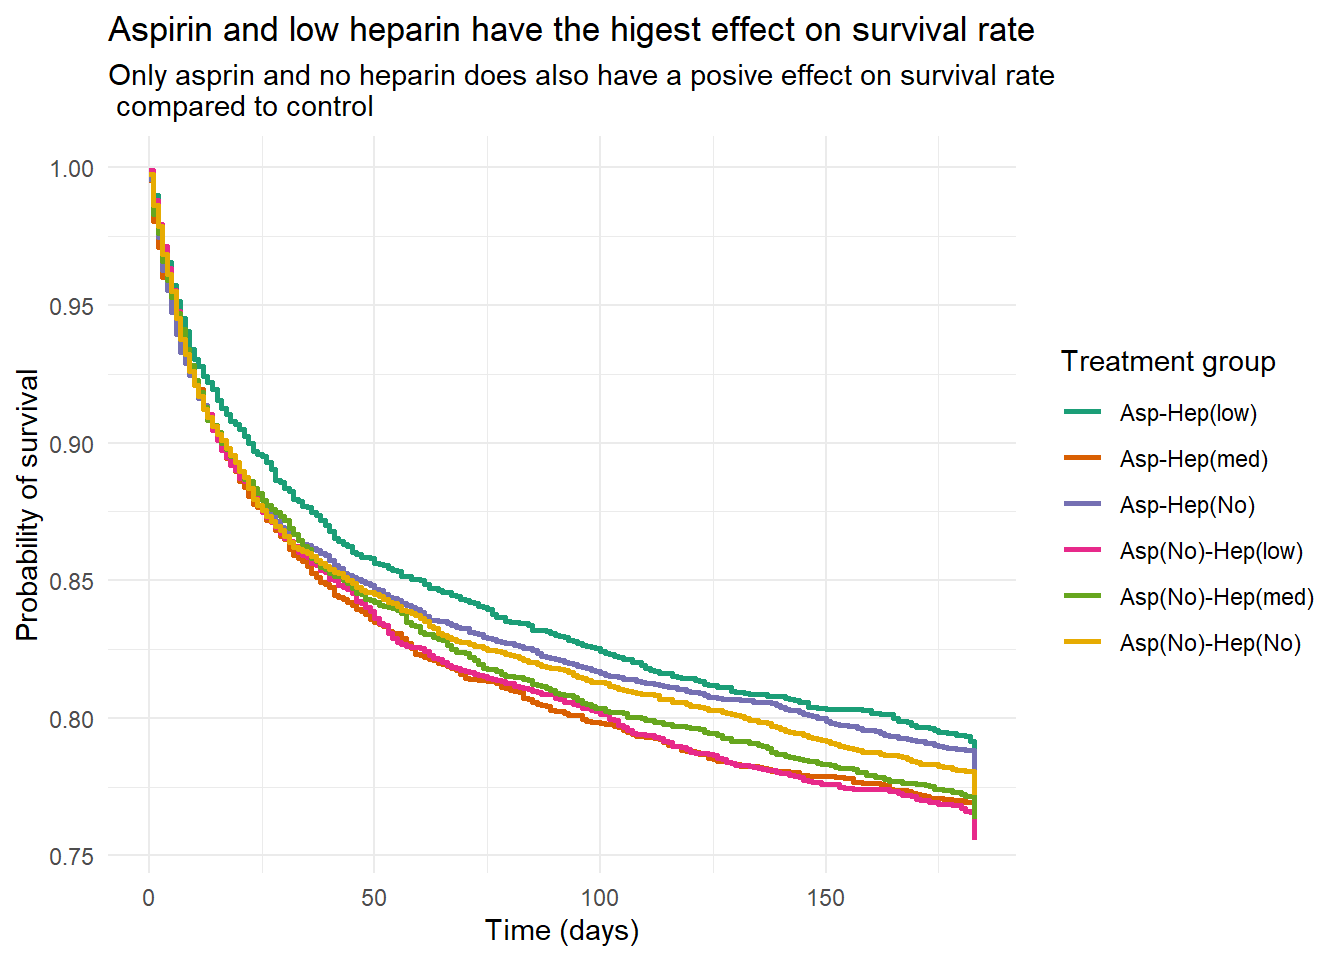 Aspirin and low heparin have the higest effect on survival rate
Only asprin and no heparin does also have a posive effect on survival rate
compared to control
1.00
0.95
0.90
0.85
0.80
0.75
Probability of survival
0
50
100
150
Time (days)
Treatment group
Asp-Hep(low)
Asp-Hep(med)
Asp-Hep(No)
Asp(No)-Hep(low)
Asp(No)-Hep(med)
Asp(No)-Hep(No)